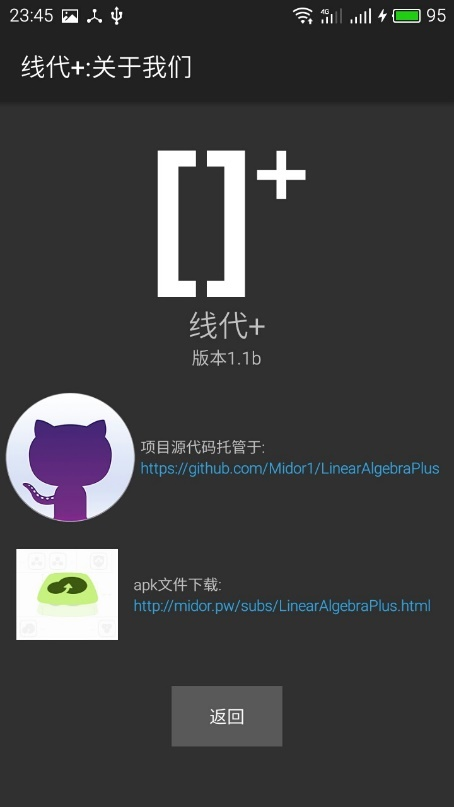 23:45
4G
95
线代+:关于我们
[]+
线代+
版本1.1b
项目源代码托管于:
https://github.com/Midor1/LinearAlgebraPlus
apk文件下载:
http://midor.pw/subs/LinearAlgebraPlus.html
返回